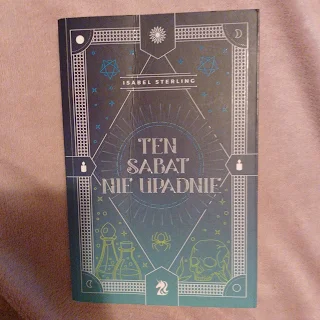 ISABEL STERLING
TEN
SABAT
NIE UPADNIE